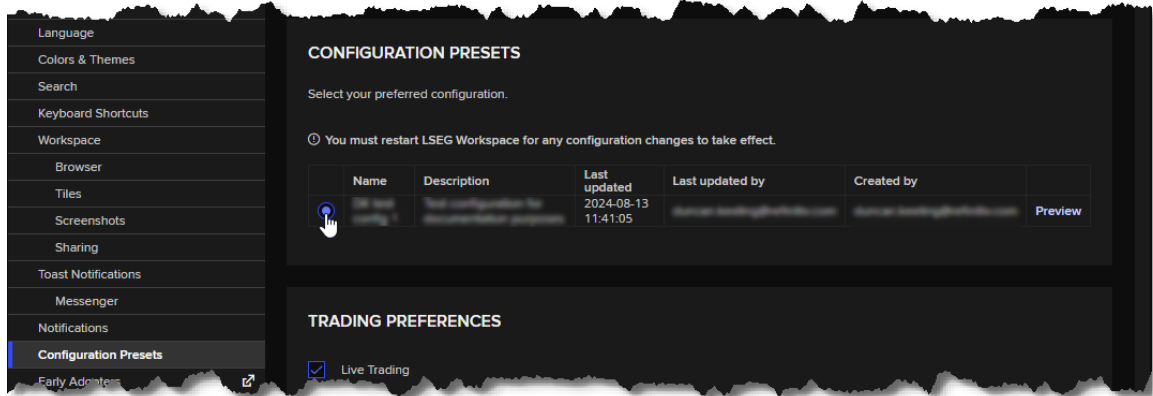 Language
Colors & Themes
Search
Keyboard Shortcuts
Workspace
Browser
Tiles
Screenshots
Sharing
Toast Notifications
Messenger
Notifications
Configuration Presets
Early Adopters
CONFIGURATION PRESETS
Select your preferred configuration.
You must restart LSEG Workspace for any configuration changes to take effect.
Name Description Last updated Last updated by Created by
2024-08-13
11:41:05
Preview
TRADING PREFERENCES
Live Trading